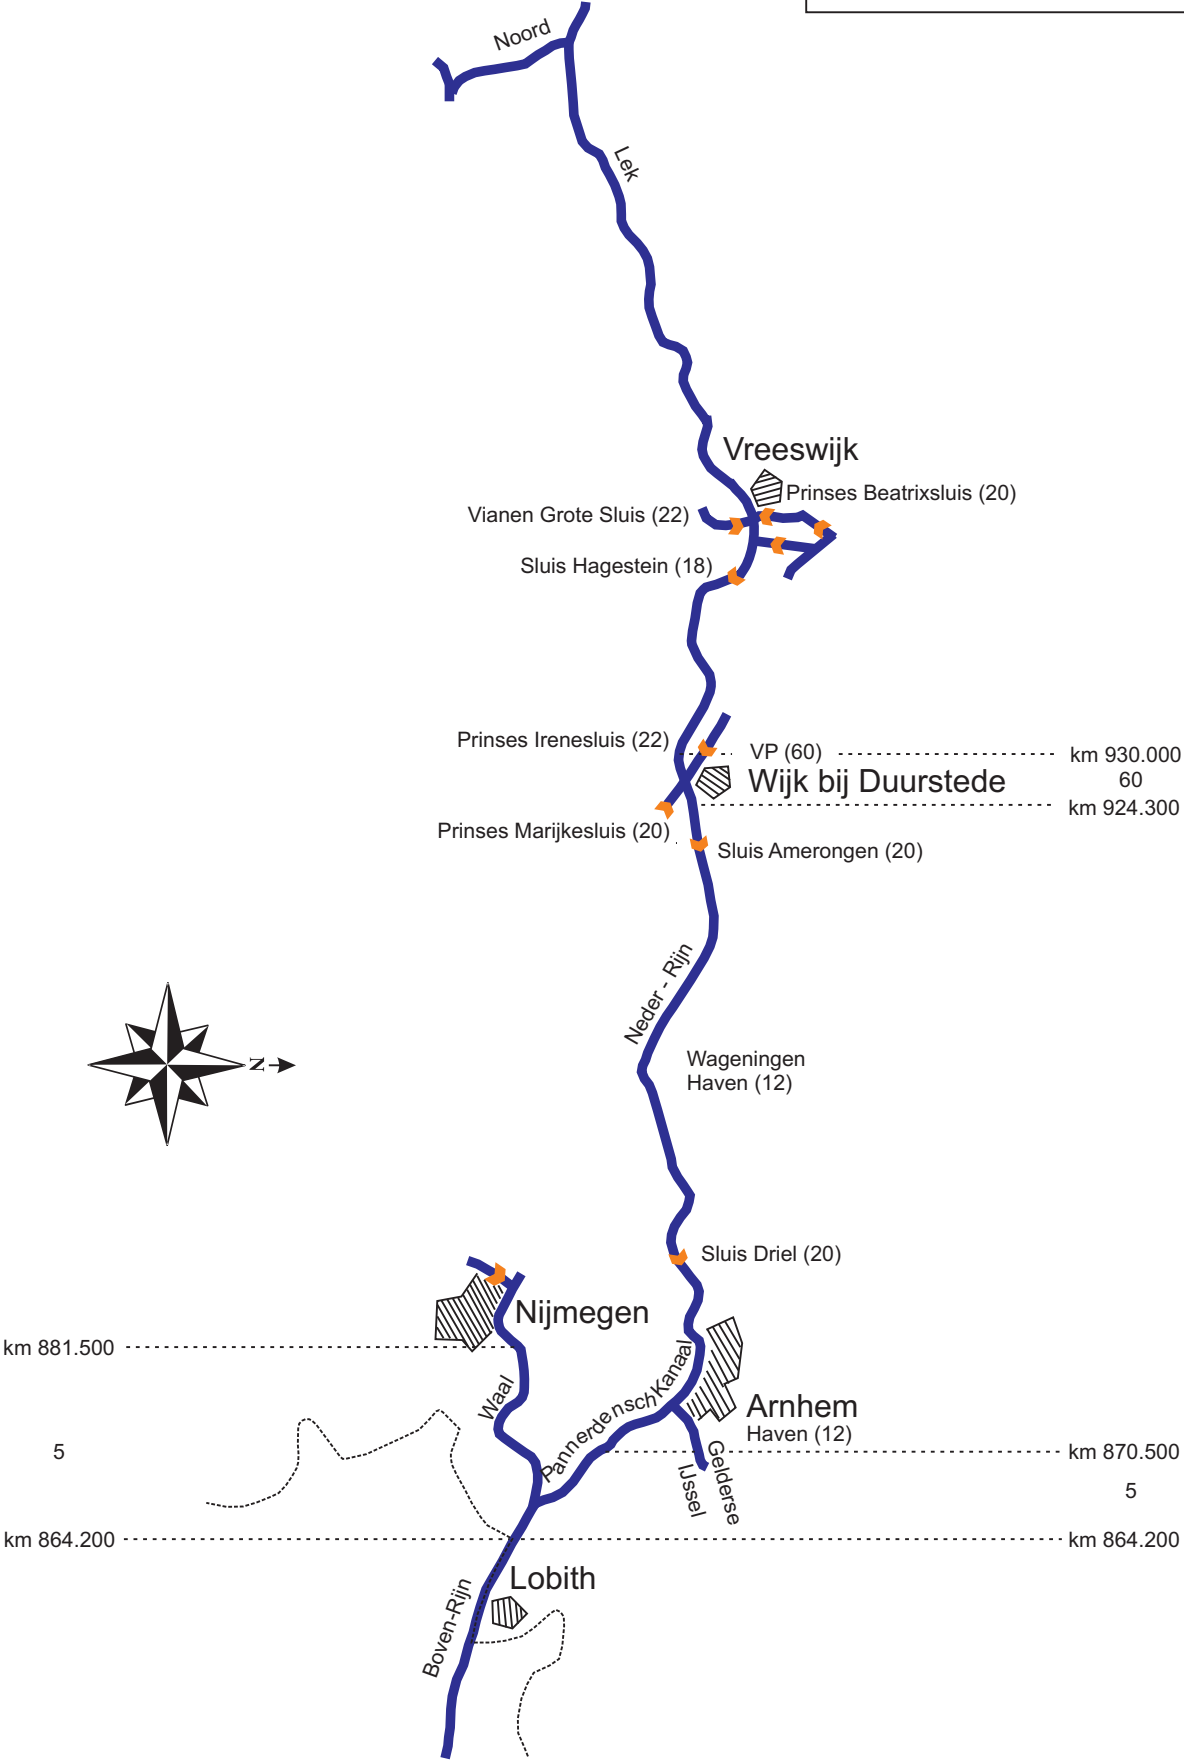 Noord
Lek
Vreeswijk
Prinses Beatrixsluis (20)
Vianen Grote Sluis (22)
Sluis Hagestein (18)
Prinses Irenesluis (22)
VP (60)
km 930.000
60
Wijk bij Duurstede
km 924.300
Prinses Marijkesluis (20)
Sluis Amerongen (20)
Neder - Rijn
Wageningen
Haven (12)
N
Sluis Driel (20)
Nijmegen
km 881.500
Waal
Pannerdensch Kanaal
Arnhem
Haven (12)
5
km 870.500
Gelderse
IJssel
5
km 864.200
km 864.200
Lobith
Boven-Rijn